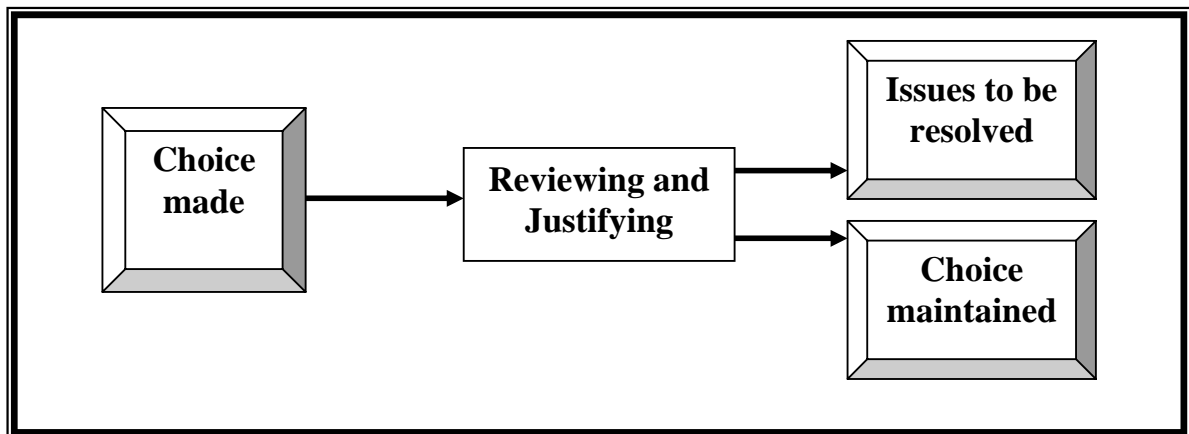 Choice
made
Reviewing and
Justifying
Issues to be
resolved
Choice
maintained